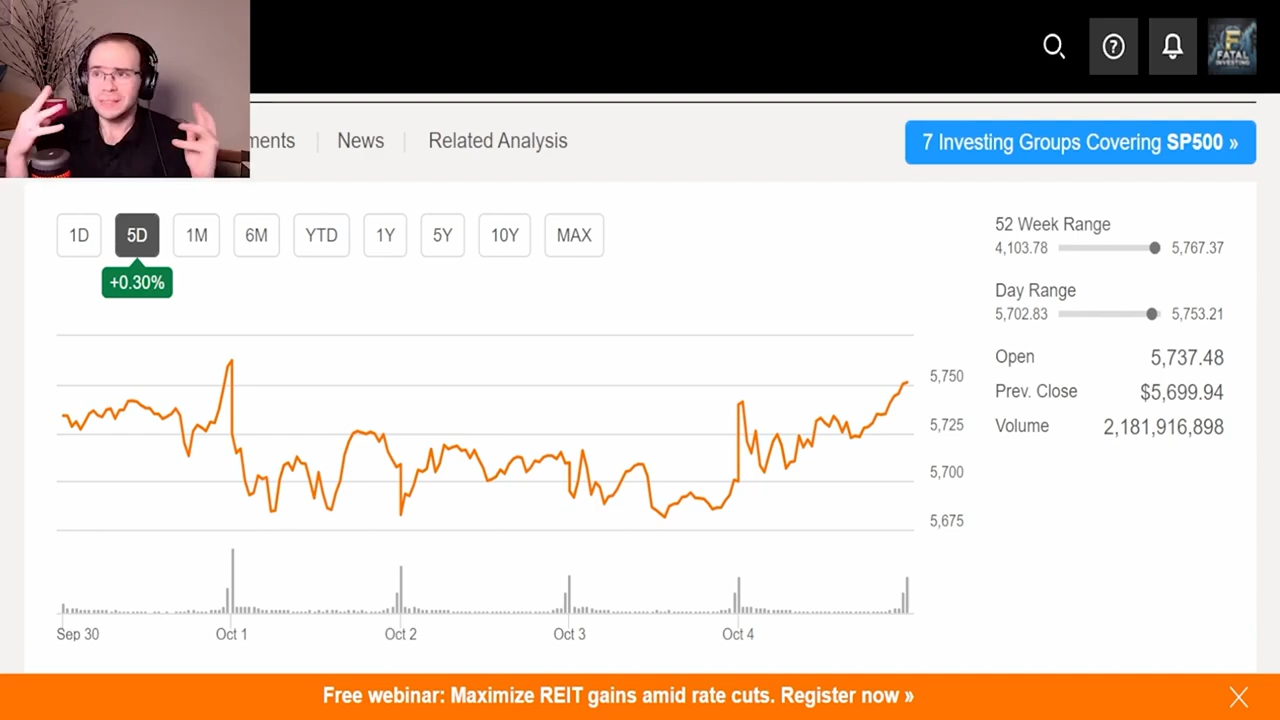 FATAL
INVESTING
ments | News | Related Analysis
7 Investing Groups Covering SP500 »
1D 5D 1M 6M YTD 1Y 5Y 10Y MAX
+0.30%
52 Week Range
4,103.78 5,767.37
Day Range
5,702.83 5,753.21
Open 5,737.48
Prev. Close $5,699.94
Volume 2,181,916,898
5,750
5,725
5,700
5,675
Sep 30 Oct 1 Oct 2 Oct 3 Oct 4
Free webinar: Maximize REIT gains amid rate cuts. Register now »